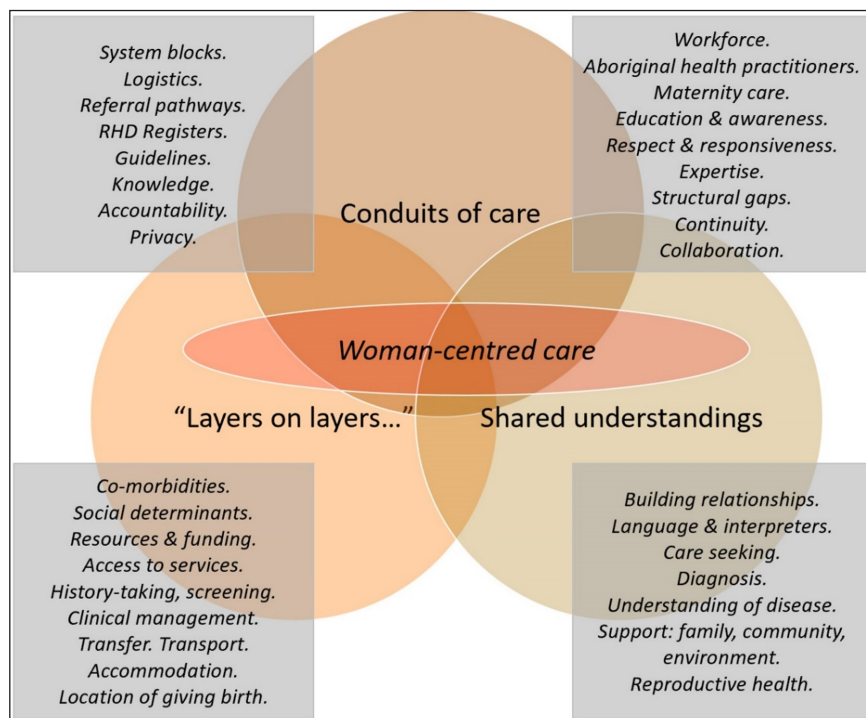 System blocks.
Logistics.
Referral pathways.
RHD Registers.
Guidelines.
Knowledge.
Accountability.
Privacy.
Workforce.
Aboriginal health practitioners.
Maternity care.
Education & awareness.
Respect & responsiveness.
Expertise.
Structural gaps.
Continuity.
Collaboration.
Conduits of care
Woman-centred care
“Layers on layers…”
Shared understandings
Co-morbidities.
Social determinants.
Resources & funding.
Access to services.
History-taking, screening.
Clinical management.
Transfer. Transport.
Accommodation.
Location of giving birth.
Building relationships.
Language & interpreters.
Care seeking.
Diagnosis.
Understanding of disease.
Support: family, community,
environment.
Reproductive health.